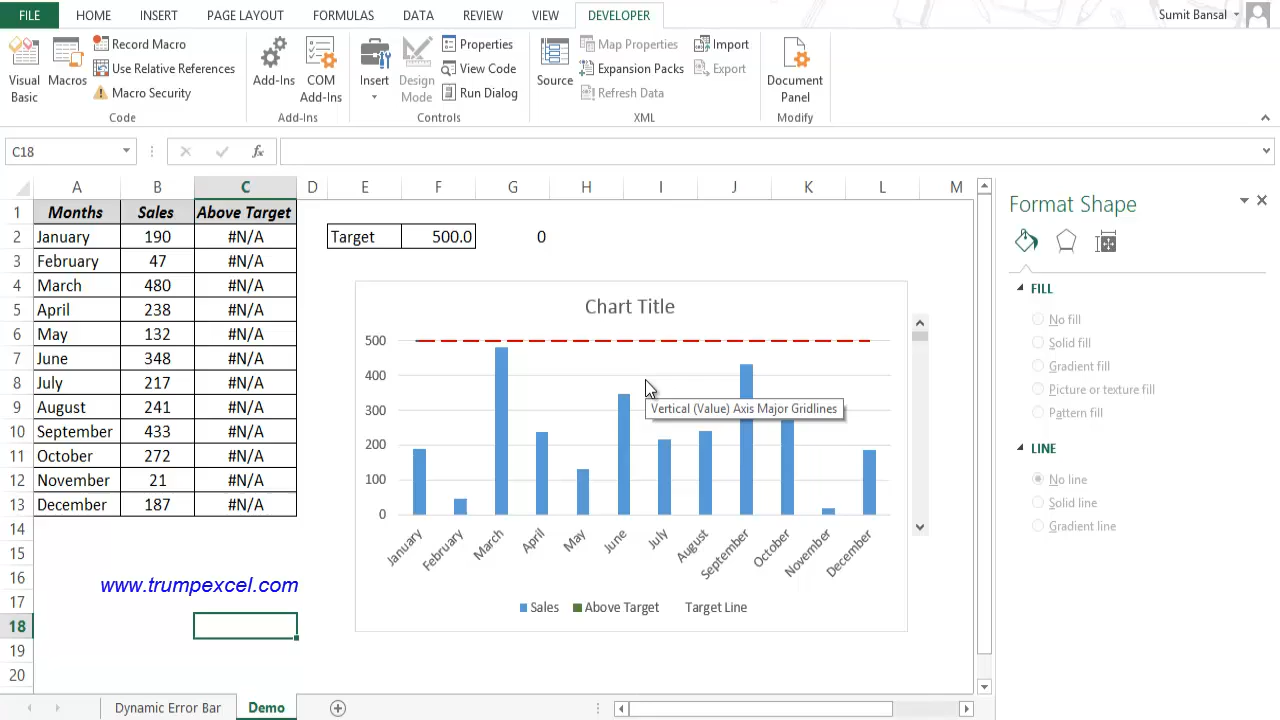 FILE HOME INSERT PAGE LAYOUT FORMULAS DATA REVIEW VIEW DEVELOPER Sumit Bansal
Visual Basic
Macros
Record Macro
Use Relative References
Macro Security
Code
Add-Ins
COM Add-Ins
Add-Ins
Insert
Design Mode
Properties
View Code
Run Dialog
Controls
Source
Map Properties
Expansion Packs
Refresh Data
Import
Export
XML
Document Panel
Modify
C18 fx
A B C D E F G H I J K L M
1 Months Sales Above Target
2 January 190 #N/A Target 500.0 0
3 February 47 #N/A
4 March 480 #N/A
5 April 238 #N/A
6 May 132 #N/A
7 June 348 #N/A
8 July 217 #N/A
9 August 241 #N/A
10 September 433 #N/A
11 October 272 #N/A
12 November 21 #N/A
13 December 187 #N/A
14
15
16
17
18
19
20
www.trumpexcel.com
Chart Title
500
400
300
200
100
0
Vertical (Value) Axis Major Gridlines
January February March April May June July August September October November December
Sales Above Target Target Line
Format Shape
FILL
No fill
Solid fill
Gradient fill
Picture or texture fill
Pattern fill
LINE
No line
Solid line
Gradient line
Dynamic Error Bar Demo